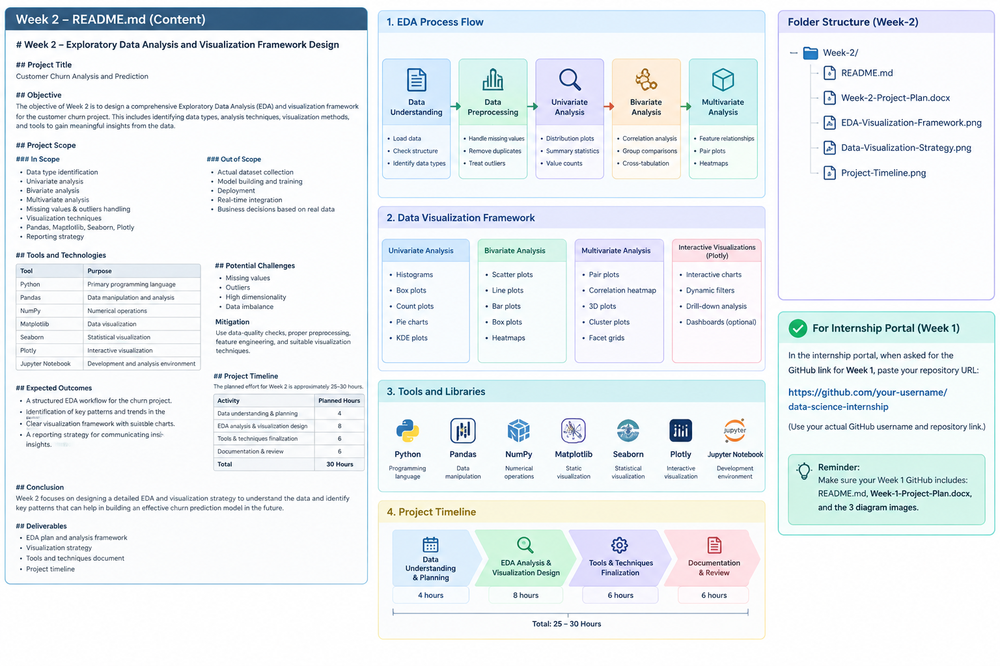 Week 2 – README.md (Content)
# Week 2 – Exploratory Data Analysis and Visualization Framework Design
## Project Title
Customer Churn Analysis and Prediction
## Objective
The objective of Week 2 is to design a comprehensive Exploratory Data Analysis (EDA) and visualization framework
for the customer churn project. This includes identifying data types, analysis techniques, visualization methods,
and tools to gain meaningful insights from the data.
## Project Scope
### In Scope
• Data type identification
• Univariate analysis
• Bivariate analysis
• Multivariate analysis
• Missing values & outliers handling
• Visualization techniques
• Pandas, Maptlotlib, Seaborn, Plotly
• Reporting strategy
### Out of Scope
• Actual dataset collection
• Model building and training
• Deployment
• Real-time integration
• Business decisions based on real data
## Tools and Technologies
Tool Purpose
Python Primary programming language
Pandas Data manipulation and analysis
NumPy Numerical operations
Matplotlib Data visualization
Seaborn Statistical visualization
Plotly Interactive visualization
Jupyter Notebook Development and analysis environment
## Potential Challenges
• Missing values
• Outliers
• High dimensionality
• Data imbalance
Mitigation
Use data-quality checks, proper preprocessing,
feature engineering, and suitable visualization
techniques.
## Expected Outcomes
• A structured EDA workflow for the churn project.
• Identification of key patterns and trends in the
• Clear visualization framework with suitable charts.
• A reporting strategy for communicating
insights.
## Project Timeline
The planned effort for Week 2 is approximately 25–30 hours.
Activity Planned Hours
Data understanding & planning 4
EDA analysis & visualization design 8
Tools & techniques finalization 6
Documentation & review 6
Total 30 Hours
## Conclusion
Week 2 focuses on designing a detailed EDA and visualization strategy to understand the data and identify
key patterns that can help in building an effective churn prediction model in the future.
## Deliverables
• EDA plan and analysis framework
• Visualization strategy
• Tools and techniques document
• Project timeline
1. EDA Process Flow
Data
Understanding
• Load data
• Check structure
• Identify data types
Data
Preprocessing
• Handle missing values
• Remove duplicates
• Treat outliers
Univariate
Analysis
• Distribution plots
• Summary statistics
• Value counts
Bivariate
Analysis
• Correlation analysis
• Group comparisons
• Cross-tabulation
Multivariate
Analysis
• Feature relationships
• Pair plots
• Heatmaps
2. Data Visualization Framework
Univariate Analysis
• Histograms
• Box plots
• Count plots
• Pie charts
• KDE plots
Bivariate Analysis
• Scatter plots
• Line plots
• Bar plots
• Box plots
• Heatmaps
Multivariate Analysis
• Pair plots
• Correlation heatmap
• 3D plots
• Cluster plots
• Facet grids
Interactive Visualizations
(Plotly)
• Interactive charts
• Dynamic filters
• Drill-down analysis
• Dashboards (optional)
3. Tools and Libraries
Python
Programming
language
Pandas
Data
manipulation
NumPy
Numerical
operations
Matplotlib
Static
visualization
Seaborn
Statistical
visualization
Plotly
Interactive
visualization
Jupyter
Jupyter Notebook
Development
environment
4. Project Timeline
Data
Understanding
& Planning
4 hours
EDA Analysis &
Visualization Design
8 hours
Tools & Techniques
Finalization
6 hours
Documentation
& Review
6 hours
Total: 25 – 30 Hours
Folder Structure (Week-2)
Week-2/
README.md
Week-2-Project-Plan.docx
EDA-Visualization-Framework.png
Data-Visualization-Strategy.png
Project-Timeline.png
For Internship Portal (Week 1)
In the internship portal, when asked for the
GitHub link for Week 1, paste your repository URL:
https://github.com/your-username/
data-science-internship
(Use your actual GitHub username and repository link.)
Reminder:
Make sure your Week 1 GitHub includes:
README.md, Week-1-Project-Plan.docx,
and the 3 diagram images.